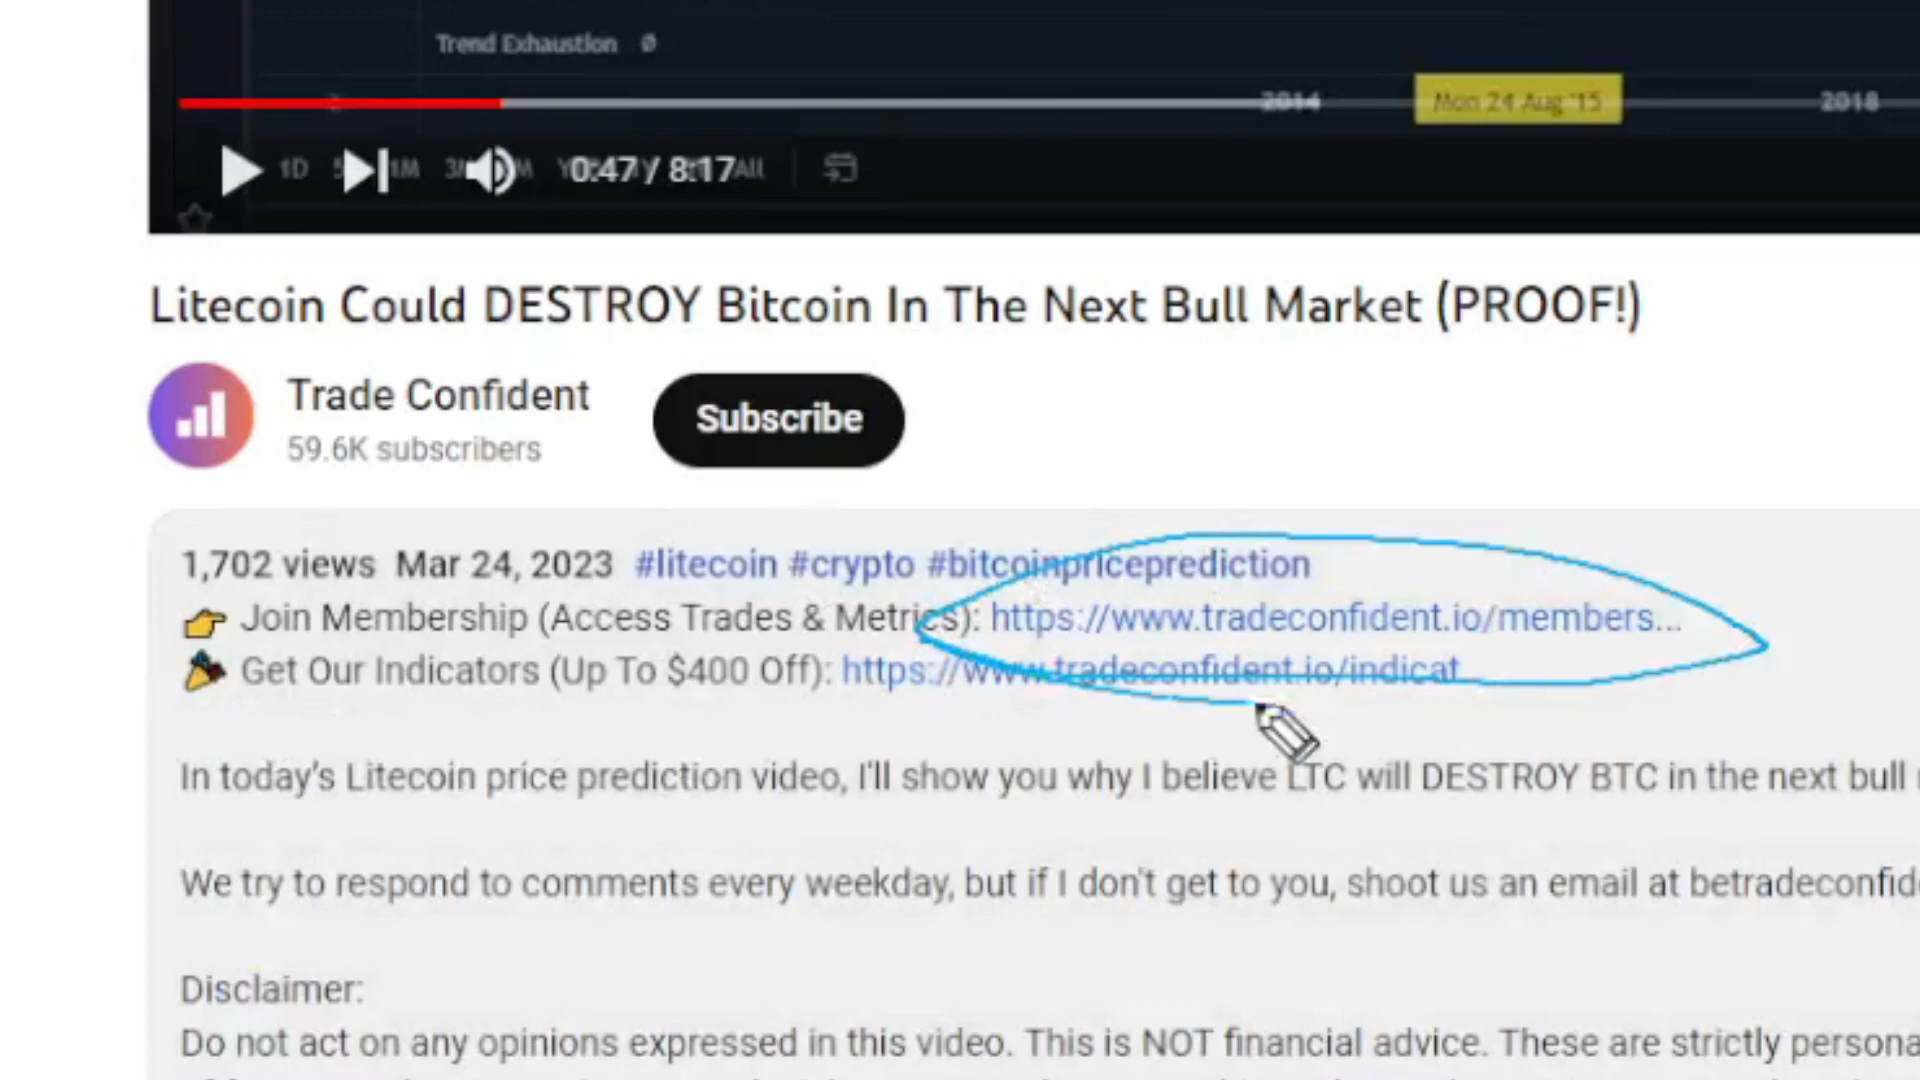 Trend Exhaustion Ø
2014 Mon 24 Aug '15 2018
1D 1M 0:47 / 8:17 All
Litecoin Could DESTROY Bitcoin In The Next Bull Market (PROOF!)
Trade Confident
59.6K subscribers
Subscribe
1,702 views Mar 24, 2023 #litecoin #crypto #bitcoinpriceprediction
👉 Join Membership (Access Trades & Metrics): https://www.tradeconfident.io/members...
🎉 Get Our Indicators (Up To $400 Off): https://www.tradeconfident.io/indicat
In today's Litecoin price prediction video, I'll show you why I believe LTC will DESTROY BTC in the next bull
We try to respond to comments every weekday, but if I don't get to you, shoot us an email at betradeconfid
Disclaimer:
Do not act on any opinions expressed in this video. This is NOT financial advice. These are strictly persona